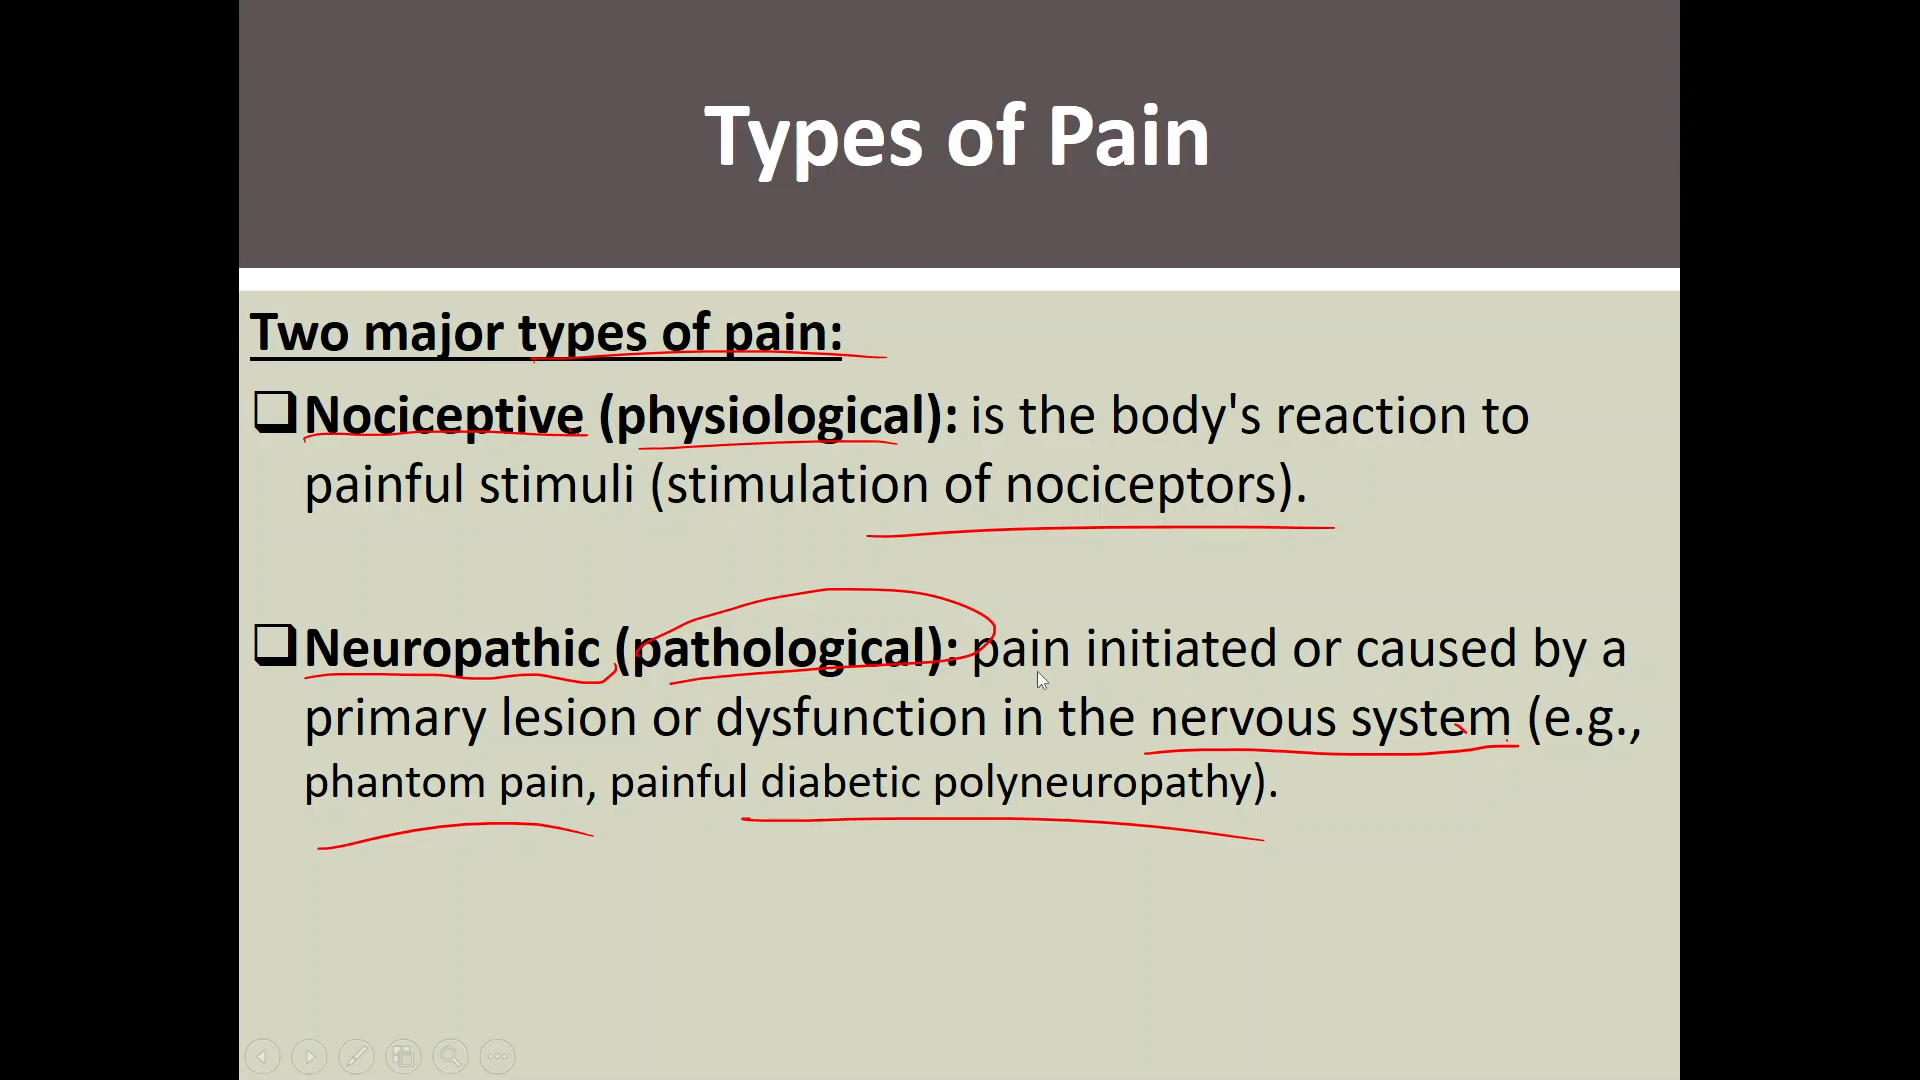 Types of Pain
Two major types of pain:
Nociceptive (physiological): is the body's reaction to
painful stimuli (stimulation of nociceptors).
Neuropathic (pathological): pain initiated or caused by a
primary lesion or dysfunction in the nervous system (e.g.,
phantom pain, painful diabetic polyneuropathy).